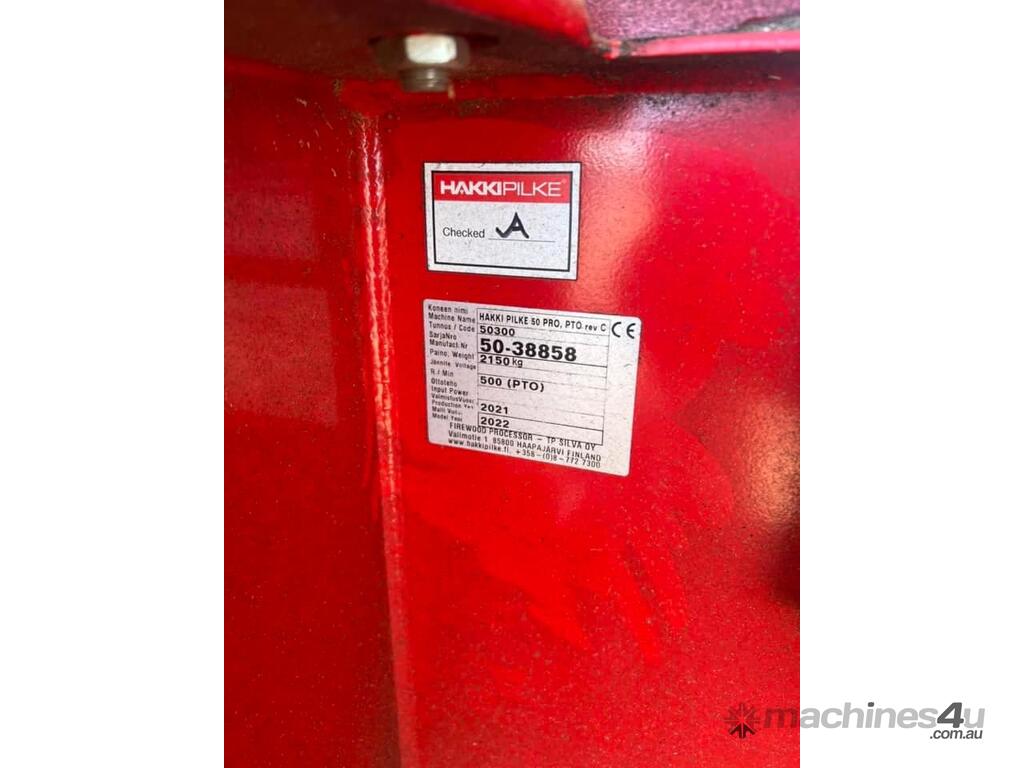 HAKKIPILKE®
Checked A
Koneen nimi
Machine Name HAKKI PILKE 50 PRO, PTO rev C CE
Tunnus / Code 50300
SarjaNro
Manufact.Nr 50-38858
Paino, Weight 2150 kg
Jännite, Voltage
R./ Min 500 (PTO)
Ottoteho
Input Power
ValmistusVuosi
Production Year 2021
Malli Vuosi
Model Year 2022
FIREWOOD PROCESSOR – TP SILVA OY
Valimotie 1 85800 HAAPAJÄRVI FINLAND
www.hakkipilke.fi, +358-(0)8-772 7300
machines4u
.com.au